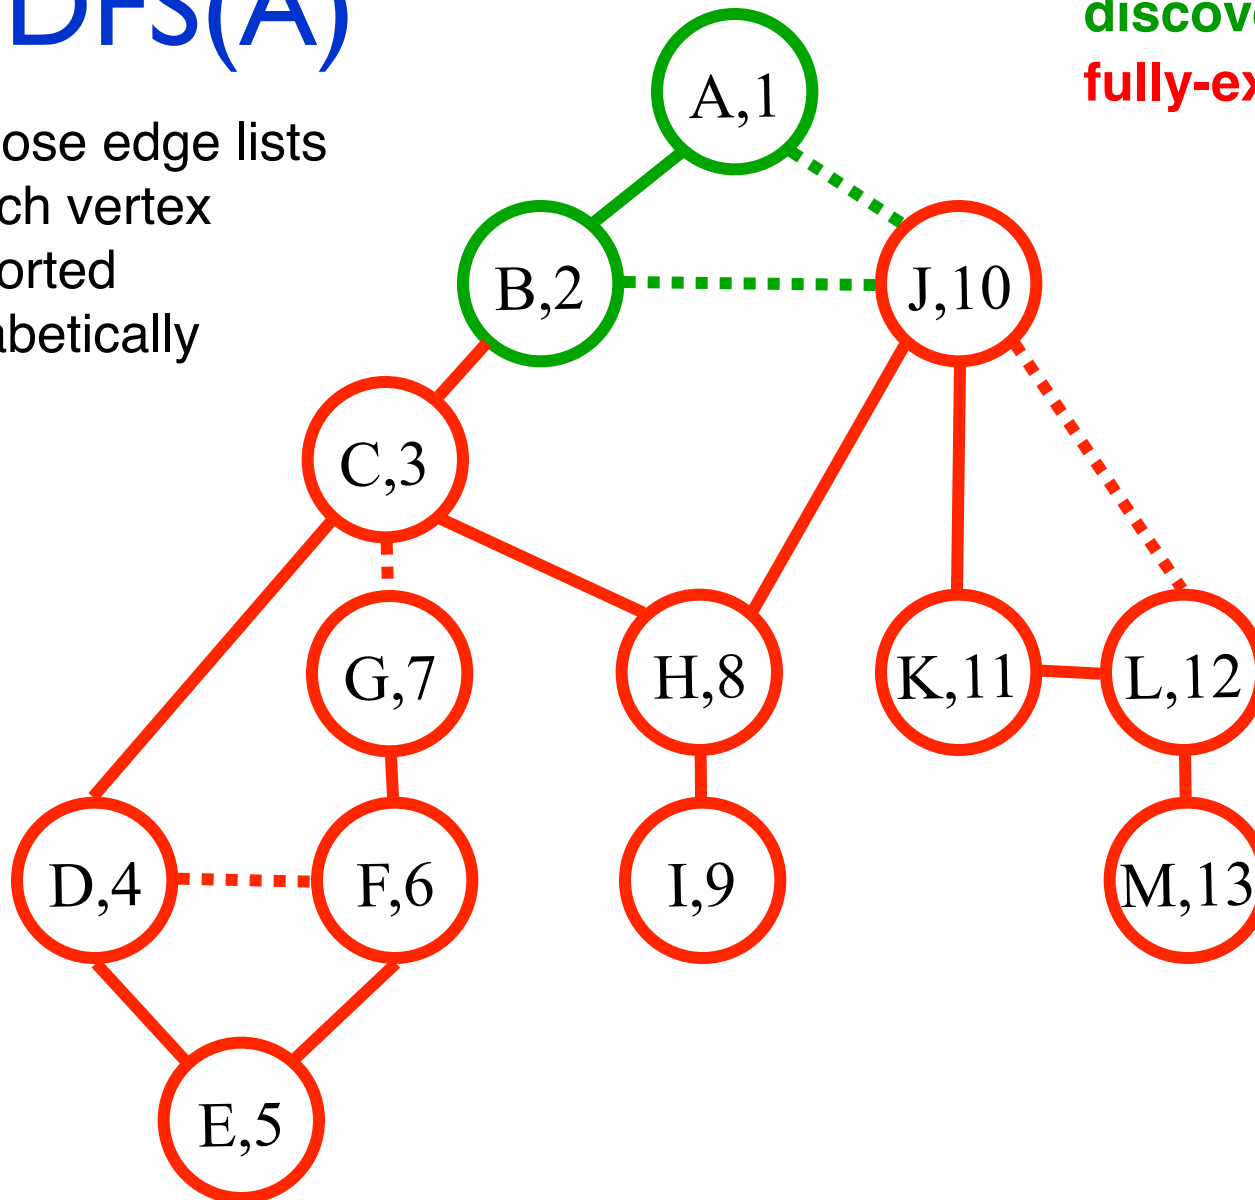 DFS(A)
discov
fully-ex
ose edge lists
ch vertex
orted
abetically
A,1
B,2
J,10
C,3
G,7
H,8
K,11
L,12
D,4
F,6
I,9
M,13
E,5